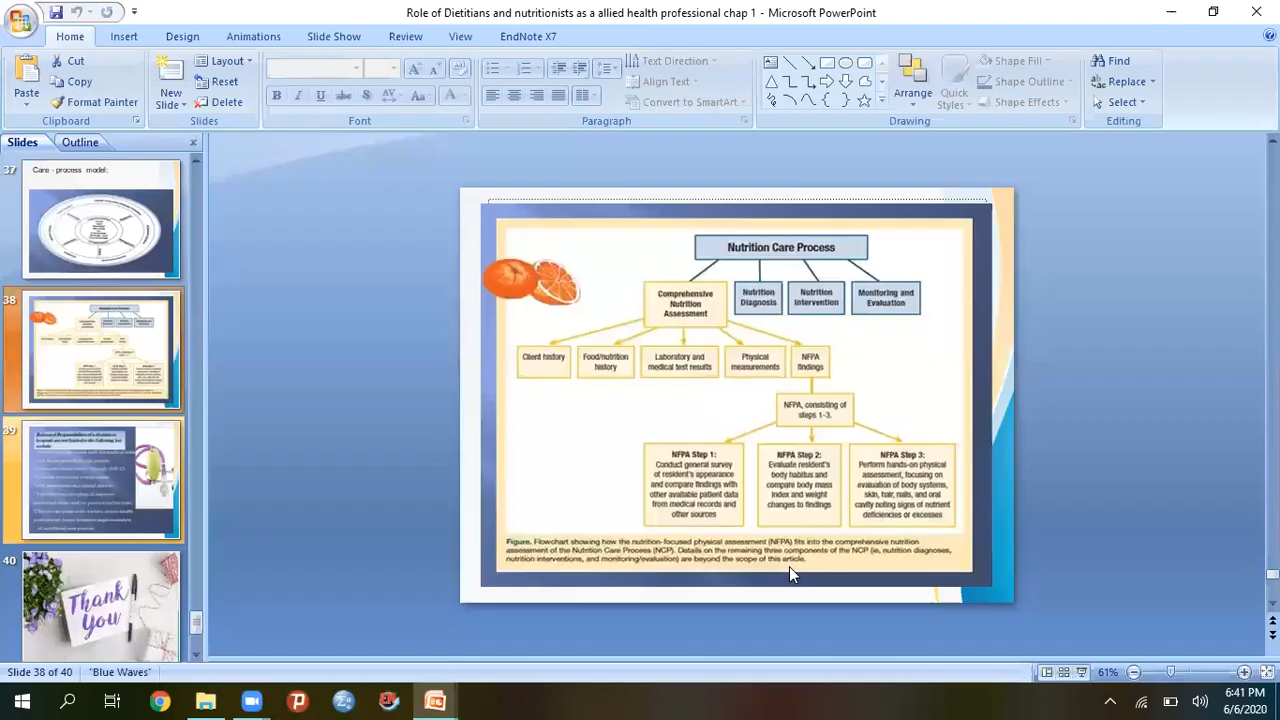 Role of Dietitians and nutritionists as a allied health professional chap 1 - Microsoft PowerPoint
Home Insert Design Animations Slide Show Review View EndNote X7
Cut
Copy
Format Painter
Paste
Clipboard
New Slide
Layout
Reset
Delete
Slides
B I U abc S AV Aa A
Font
Text Direction
Align Text
Convert to SmartArt
Paragraph
Arrange
Quick Styles
Shape Fill
Shape Outline
Shape Effects
Drawing
Find
Replace
Select
Editing
Slides Outline
37
Care - process model:
38
39
40
Thank
You
Nutrition Care Process
Comprehensive
Nutrition
Assessment
Nutrition
Diagnosis
Nutrition
Intervention
Monitoring and
Evaluation
Client history
Food/nutrition
history
Laboratory and
medical test results
Physical
measurements
NFPA
findings
NFPA, consisting of
steps 1-3.
NFPA Step 1:
Conduct general survey
of resident's appearance
and compare findings with
other available patient data
from medical records and
other sources
NFPA Step 2:
Evaluate resident's
body habitus and
compare body mass
index and weight
changes to findings
NFPA Step 3:
Perform hands-on physical
assessment, focusing on
evaluation of body systems,
skin, hair, nails, and oral
cavity noting signs of nutrient
deficiencies or excesses
Figure. Flowchart showing how the nutrition-focused physical assessment (NFPA) fits into the comprehensive nutrition
assessment of the Nutrition Care Process (NCP). Details on the remaining three components of the NCP (ie, nutrition diagnoses,
nutrition interventions, and monitoring/evaluation) are beyond the scope of this article.
Slide 38 of 40 "Blue Waves" 61%
6:41 PM
6/6/2020